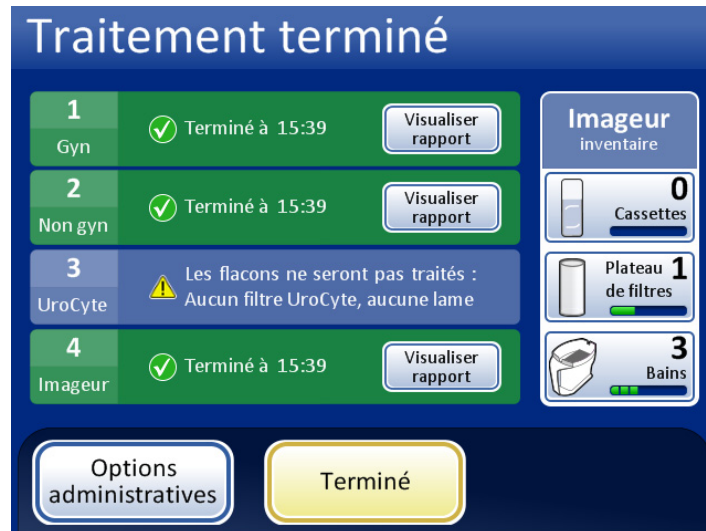 Traitement terminé
1
Gyn
Terminé à 15:39
Visualiser
rapport
2
Non gyn
Terminé à 15:39
Visualiser
rapport
3
UroCyte
Les flacons ne seront pas traités :
Aucun filtre UroCyte, aucune lame
4
Imageur
Terminé à 15:39
Visualiser
rapport
Imageur
inventaire
0
Cassettes
Plateau 1
de filtres
3
Bains
Options
administratives
Terminé